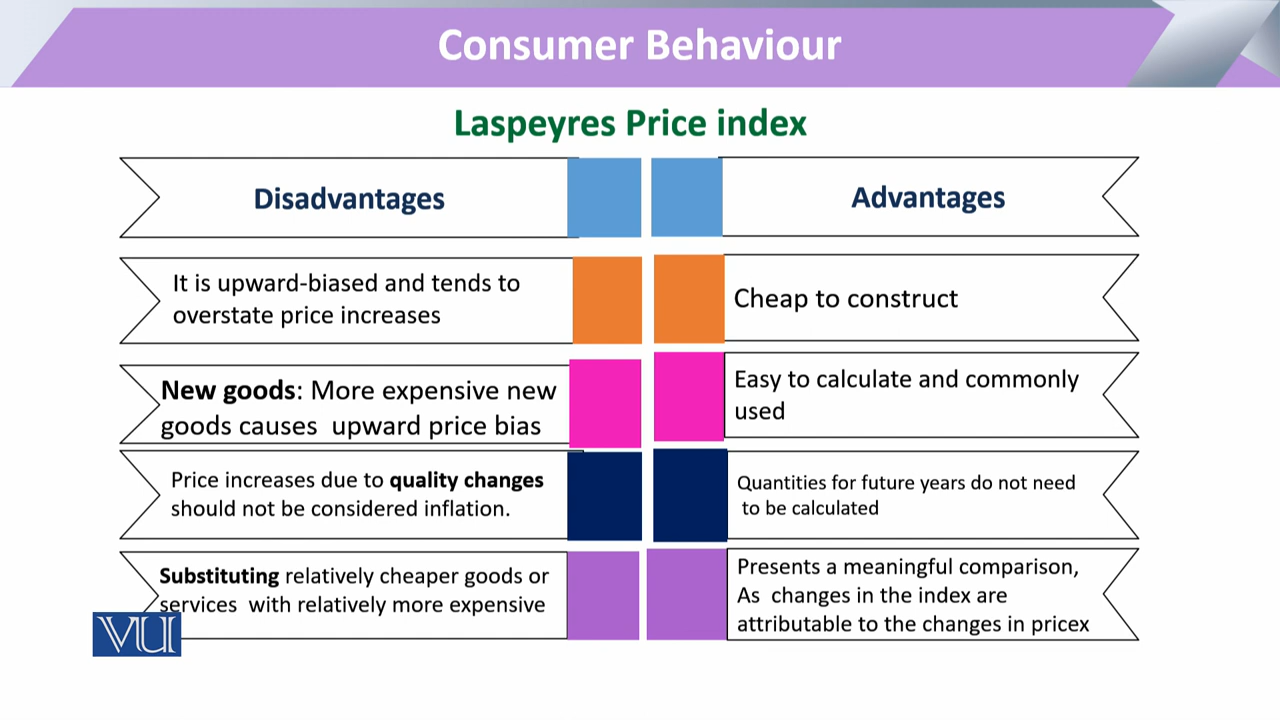 Consumer Behaviour
Laspeyres Price index
Disadvantages
Advantages
It is upward-biased and tends to
overstate price increases
Cheap to construct
New goods: More expensive new
goods causes upward price bias
Easy to calculate and commonly
used
Price increases due to quality changes
should not be considered inflation.
Quantities for future years do not need
to be calculated
Substituting relatively cheaper goods or
services with relatively more expensive
Presents a meaningful comparison,
As changes in the index are
attributable to the changes in pricex
VU